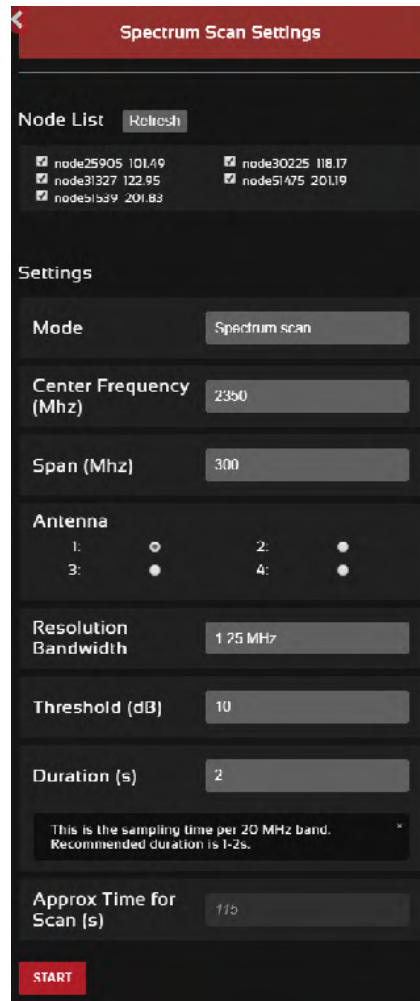 Spectrum Scan Settings
Node List Refresh
node25905 101.49 node30225 118.17
node31327 122.95 node51475 201.19
node51539 201.83
Settings
Mode Spectrum scan
Center Frequency
(Mhz) 2350
Span (Mhz) 300
Antenna
1: 2:
3: 4:
Resolution
Bandwidth 1.25 MHz
Threshold (dB) 10
Duration (s) 2
This is the sampling time per 20 MHz band. ×
Recommended duration is 1-2s.
Approx Time for
Scan (s) 115
START